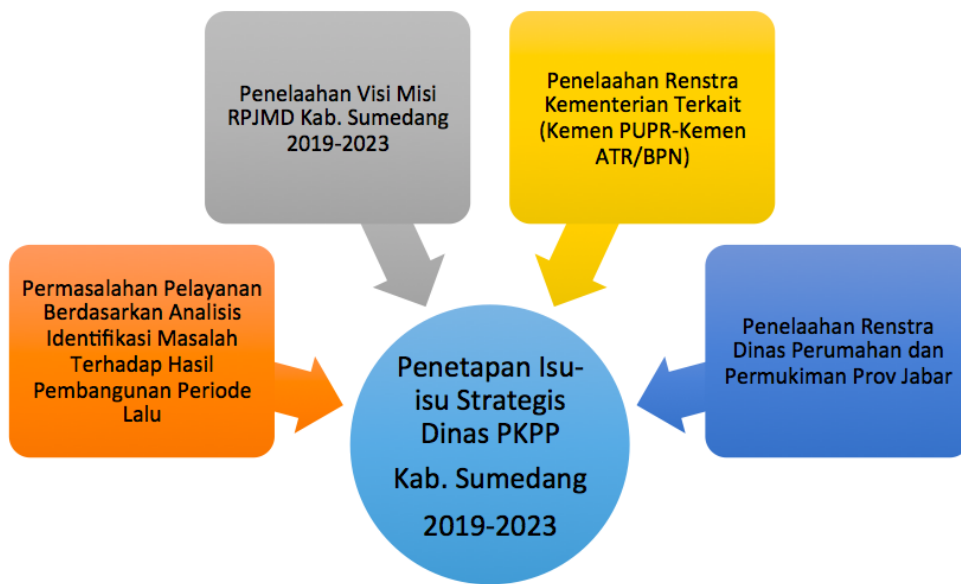 Penelaahan Visi Misi
RPJMD Kab. Sumedang
2019-2023
Penelaahan Renstra
Kementerian Terkait
(Kemen PUPR-Kemen
ATR/BPN)
Permasalahan Pelayanan
Berdasarkan Analisis
Identifikasi Masalah
Terhadap Hasil
Pembangunan Periode
Lalu
Penelaahan Renstra
Dinas Perumahan dan
Permukiman Prov Jabar
Penetapan Isu-
isu Strategis
Dinas PKPP
Kab. Sumedang
2019-2023